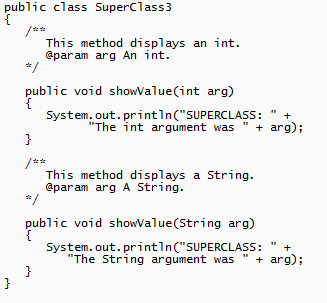 public class SuperClass3
{
/**
This method displays an int.
@param arg An int.
*/
public void showValue(int arg)
{
System.out.println("SUPERCLASS: " +
"The int argument was " + arg);
}
/**
This method displays a String.
@param arg A String.
*/
public void showValue(String arg)
{
System.out.println("SUPERCLASS: " +
"The String argument was " + arg);
}
}